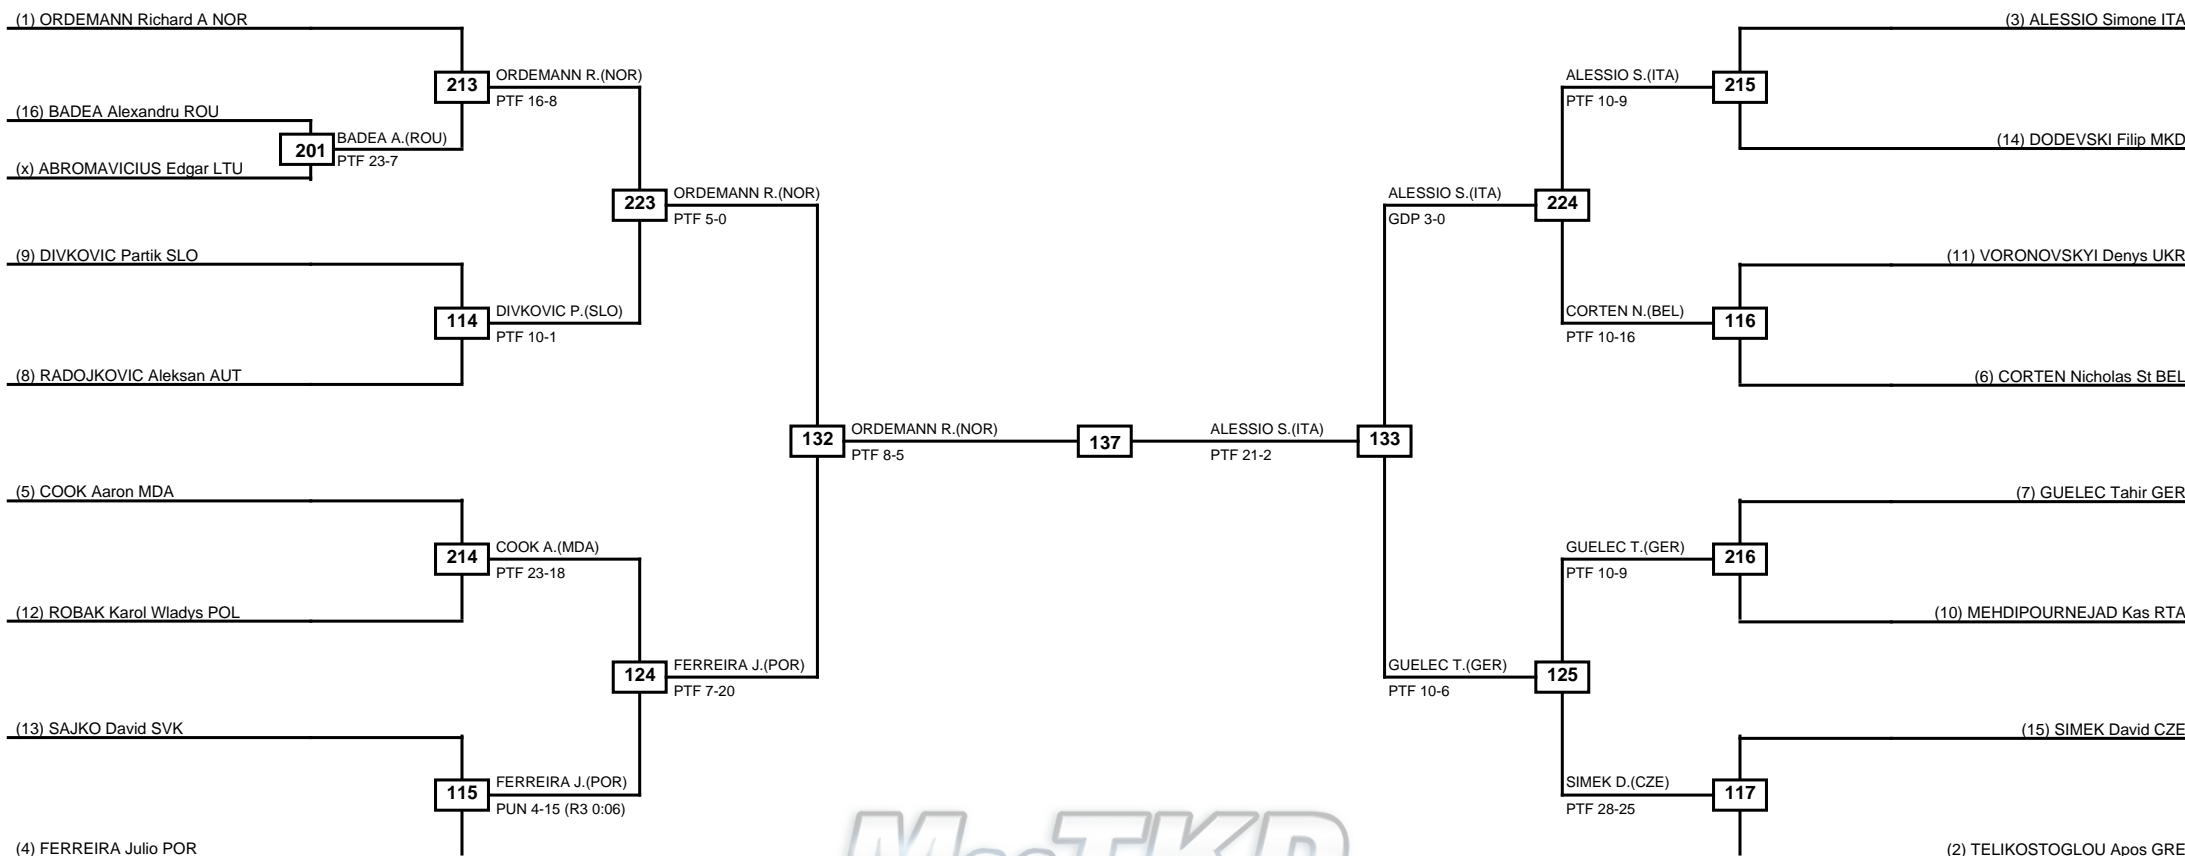 (1) ORDEMANN Richard A NOR
(16) BADEA Alexandru ROU
(x) ABROMAVICIUS Edgar LTU
201
BADEA A.(ROU)
PTF 23-7
213
ORDEMANN R.(NOR)
PTF 16-8
(9) DIVKOVIC Partik SLO
(8) RADOJKOVIC Aleksan AUT
114
DIVKOVIC P.(SLO)
PTF 10-1
223
ORDEMANN R.(NOR)
PTF 5-0
(5) COOK Aaron MDA
(12) ROBAK Karol Wladys POL
214
COOK A.(MDA)
PTF 23-18
(13) SAJKO David SVK
(4) FERREIRA Julio POR
115
FERREIRA J.(POR)
PUN 4-15 (R3 0:06)
124
FERREIRA J.(POR)
PTF 7-20
132
ORDEMANN R.(NOR)
PTF 8-5
137
ALESSIO S.(ITA)
PTF 21-2
133
ALESSIO S.(ITA)
GDP 3-0
224
ALESSIO S.(ITA)
PTF 10-9
215
(3) ALESSIO Simone ITA
(14) DODEVSKI Filip MKD
CORTEN N.(BEL)
PTF 10-16
116
(11) VORONOVSKYI Denys UKR
(6) CORTEN Nicholas St BEL
GUELEC T.(GER)
PTF 10-6
125
GUELEC T.(GER)
PTF 10-9
216
(7) GUELEC Tahir GER
(10) MEHDIPOURNEJAD Kas RTA
SIMEK D.(CZE)
PTF 28-25
117
(15) SIMEK David CZE
(2) TELIKOSTOGLOU Apos GRE
MasTKD